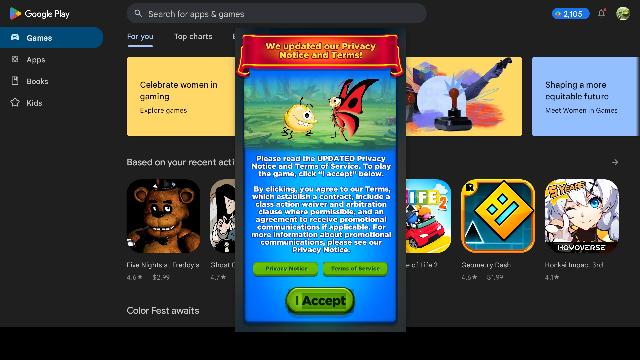 Google Play
Search for apps & games
2,105
Games
Apps
Books
Kids
For you
Top charts
Celebrate women in
gaming
Explore games
Shaping a more
equitable future
Meet Women in Games
Based on your recent acti
Five Nights a
Freddy's
4.6★ $2.99
Ghost
4.7★
e of Life 2
Geometry Dash
4.6★ $1.99
Honkai Impact 3rd
4.1★
HOYOVERSE
Color Fest awaits
We updated our Privacy
Notice and Terms!
Please read the UPDATED Privacy
Notice and Terms of Service. To play
the game, click "I accept" below.
By clicking, you agree to our Terms,
which establish a contract, include a
class action waiver and arbitration
clause where permissible, and an
agreement to receive promotional
communications if applicable. For
more information about promotional
communications, please see our
Privacy Notice.
Privacy Notice
Terms of Service
I Accept